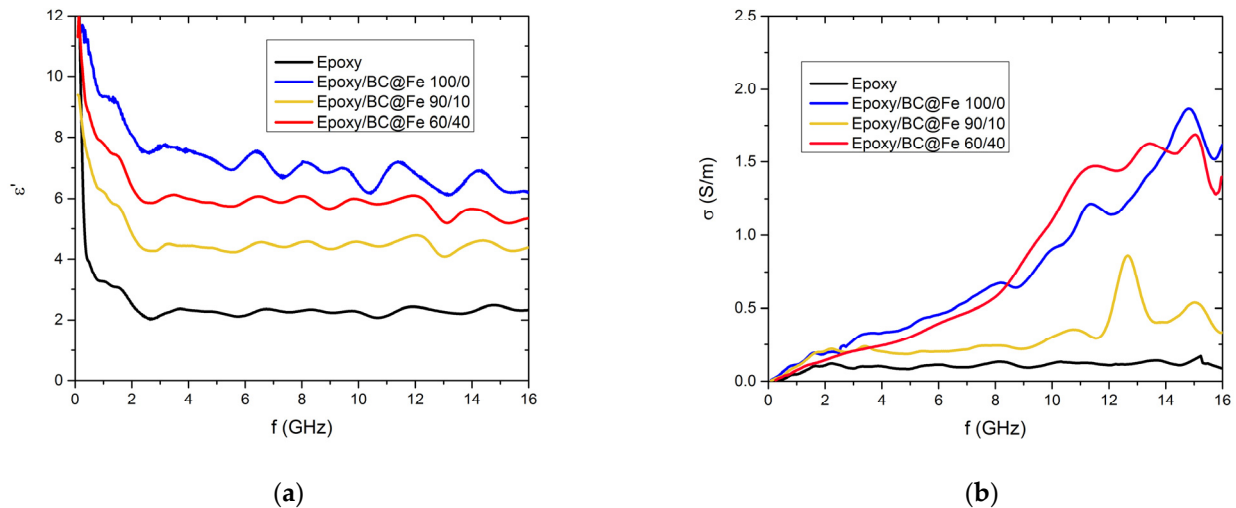 12
10
8
6
4
2
0
ε'
Epoxy
Epoxy/BC@Fe 100/0
Epoxy/BC@Fe 90/10
Epoxy/BC@Fe 60/40
0 2 4 6 8 10 12 14 16
f (GHz)
(a)
2.5
2.0
1.5
1.0
0.5
0.0
σ (S/m)
Epoxy
Epoxy/BC@Fe 100/0
Epoxy/BC@Fe 90/10
Epoxy/BC@Fe 60/40
0 2 4 6 8 10 12 14 16
f (GHz)
(b)